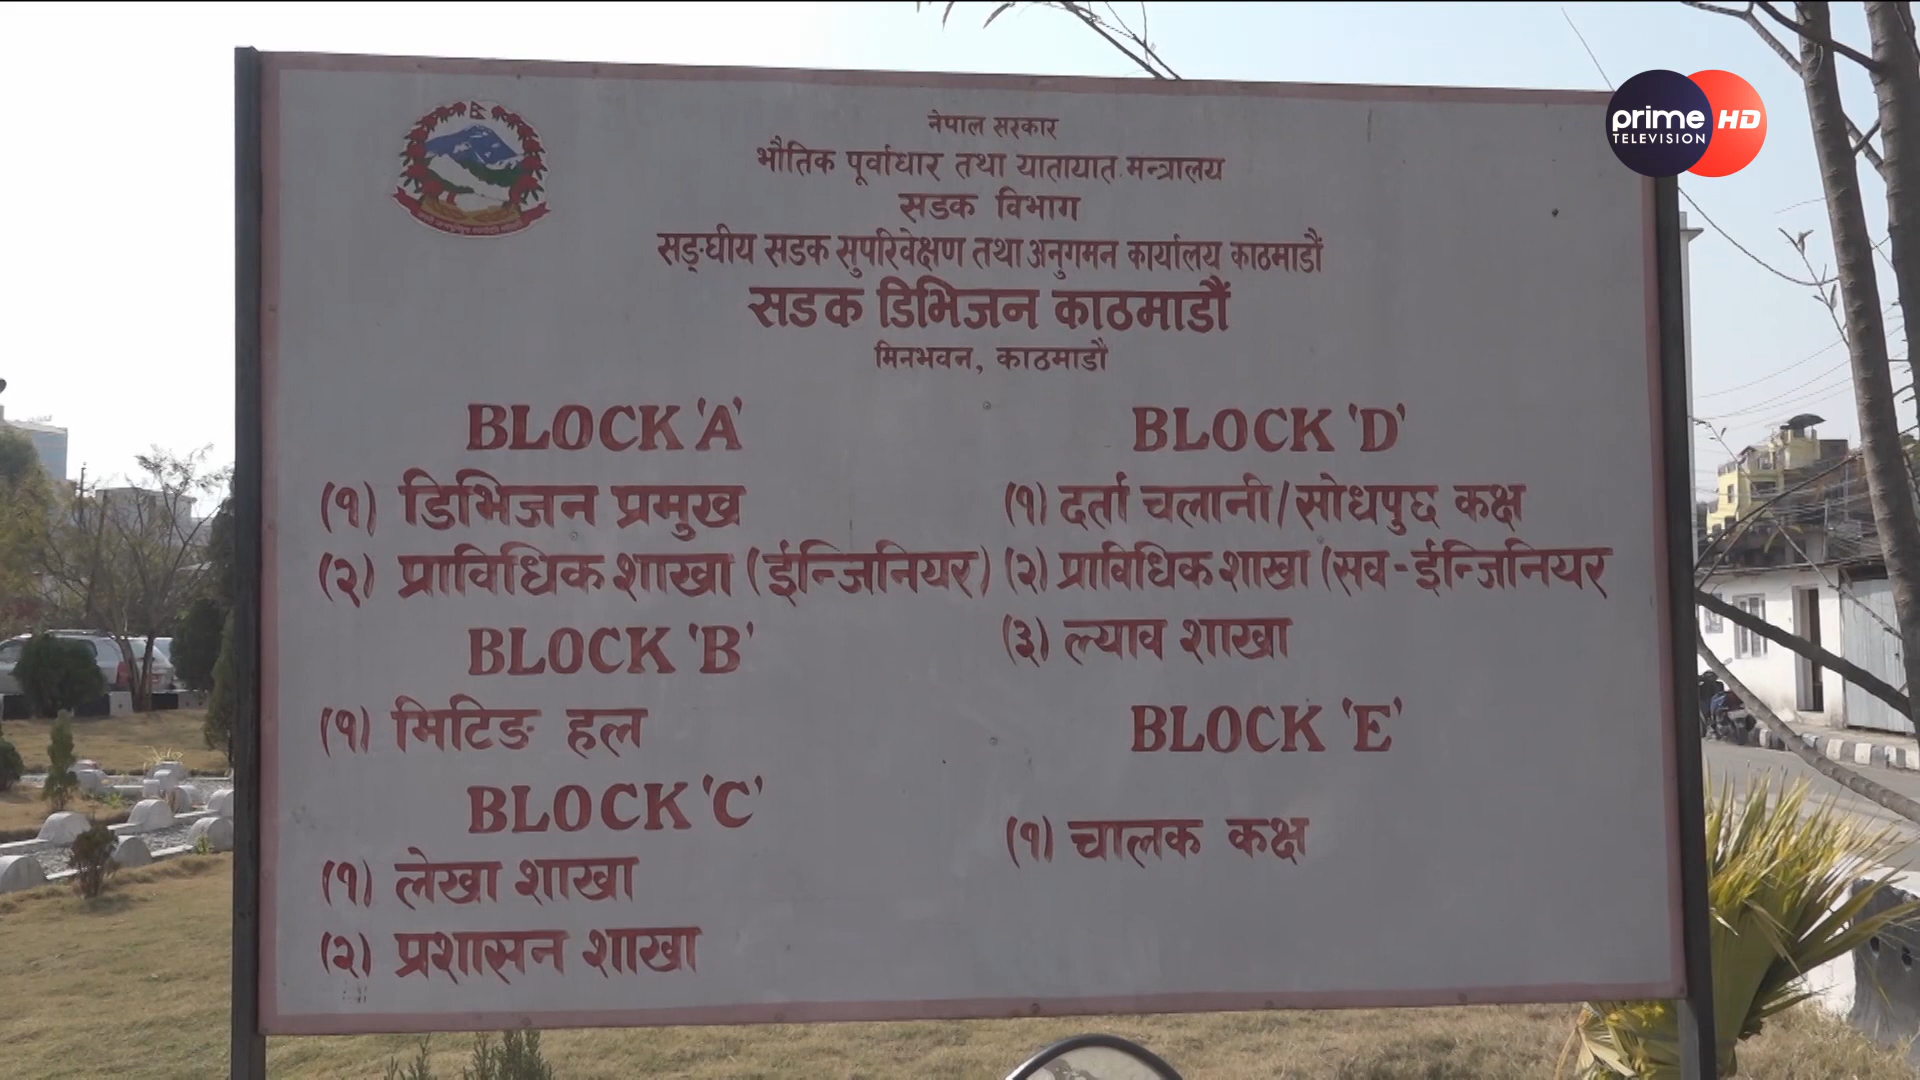 नेपाल सरकार
भौतिक पूर्वाधार तथा यातायात मन्त्रालय
सडक विभाग
सङ्घीय सडक सुपरिवेक्षण तथा अनुगमन कार्यालय काठमाडौं
सडक डिभिजन काठमाडौं
मिनभवन, काठमाडौं
BLOCK 'A'
(१) डिभिजन प्रमुख
(२) प्राविधिक शाखा (ईन्जिनियर)
BLOCK 'B'
(१) मिटिङ हल
BLOCK 'C'
(१) लेखा शाखा
(२) प्रशासन शाखा
BLOCK 'D'
(१) दर्ता चलानी/सोधपुछ कक्ष
(२) प्राविधिक शाखा (सव-ईन्जिनियर
(३) ल्याव शाखा
BLOCK 'E'
(१) चालक कक्ष
prime HD
TELEVISION